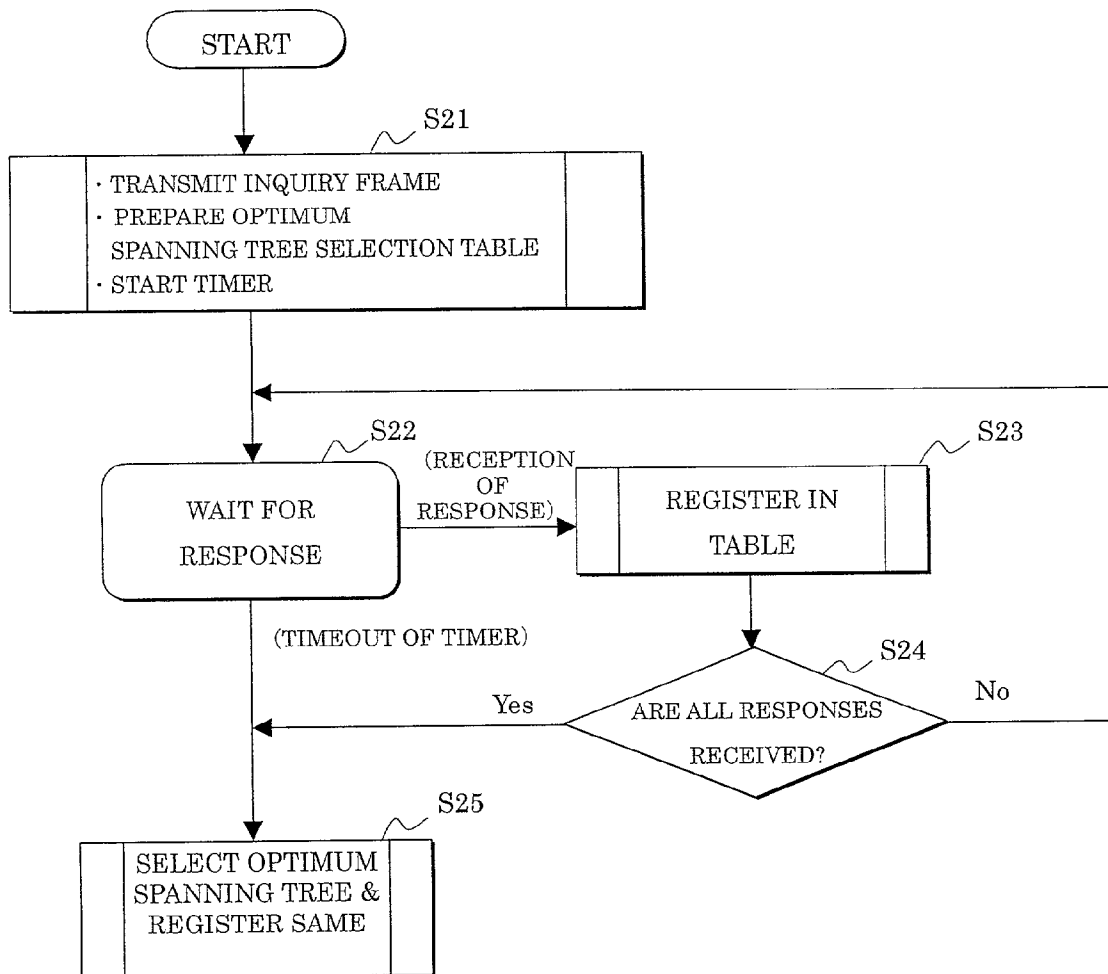 START
S21
· TRANSMIT INQUIRY FRAME
· PREPARE OPTIMUM
SPANNING TREE SELECTION TABLE
· START TIMER
S22
WAIT FOR
RESPONSE
(RECEPTION
OF
RESPONSE)
S23
REGISTER IN
TABLE
(TIMEOUT OF TIMER)
S24
ARE ALL RESPONSES
RECEIVED?
Yes
No
S25
SELECT OPTIMUM
SPANNING TREE &
REGISTER SAME